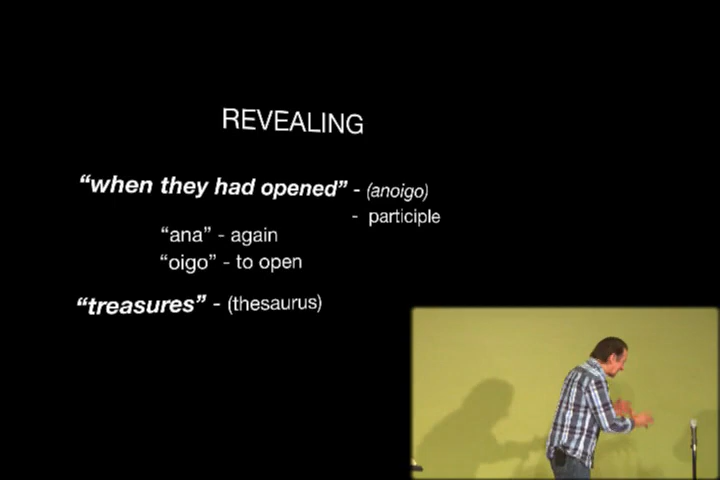 REVEALING
“when they had opened” - (anoigo)
- participle
“ana” - again
“oigo” - to open
“treasures” - (thesaurus)